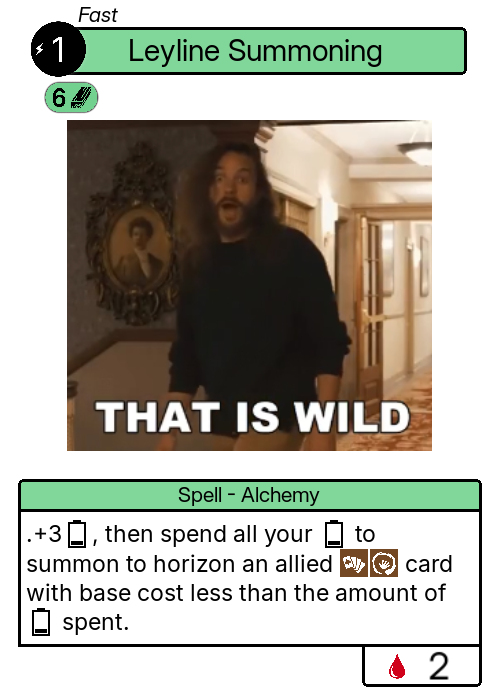 Fast
1 Leyline Summoning
6
THAT IS WILD
Spell - Alchemy
.+3 , then spend all your to
summon to horizon an allied card
with base cost less than the amount of
spent.
2